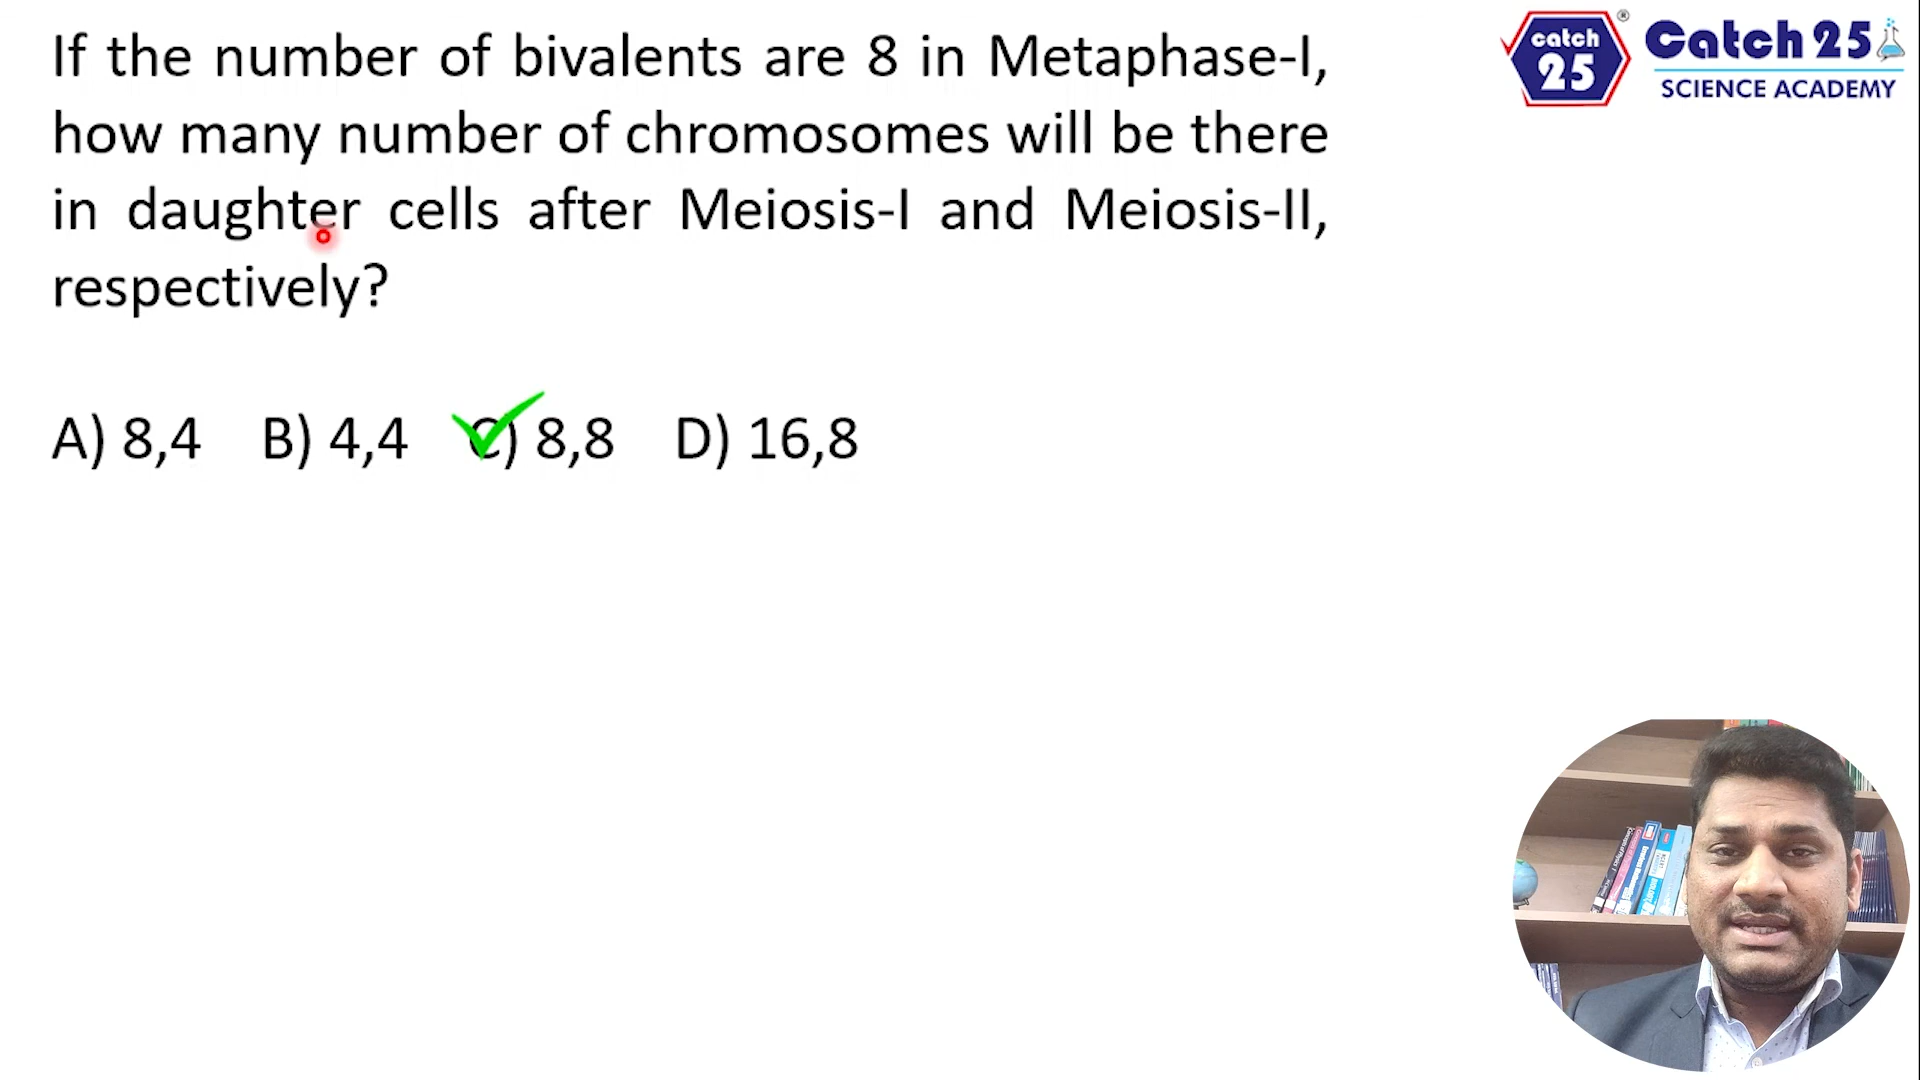 If the number of bivalents are 8 in Metaphase-I,
how many number of chromosomes will be there
in daughter cells after Meiosis-I and Meiosis-II,
respectively?
A) 8,4 B) 4,4 C) 8,8 D) 16,8
catch
25
®
Catch 25
SCIENCE ACADEMY